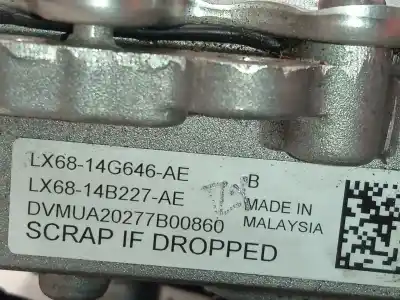 LX68-14G646-AE
LX68-14B227-AE B
DVMUA20277B00860 MADE IN
SCRAP IF DROPPED MALAYSIA